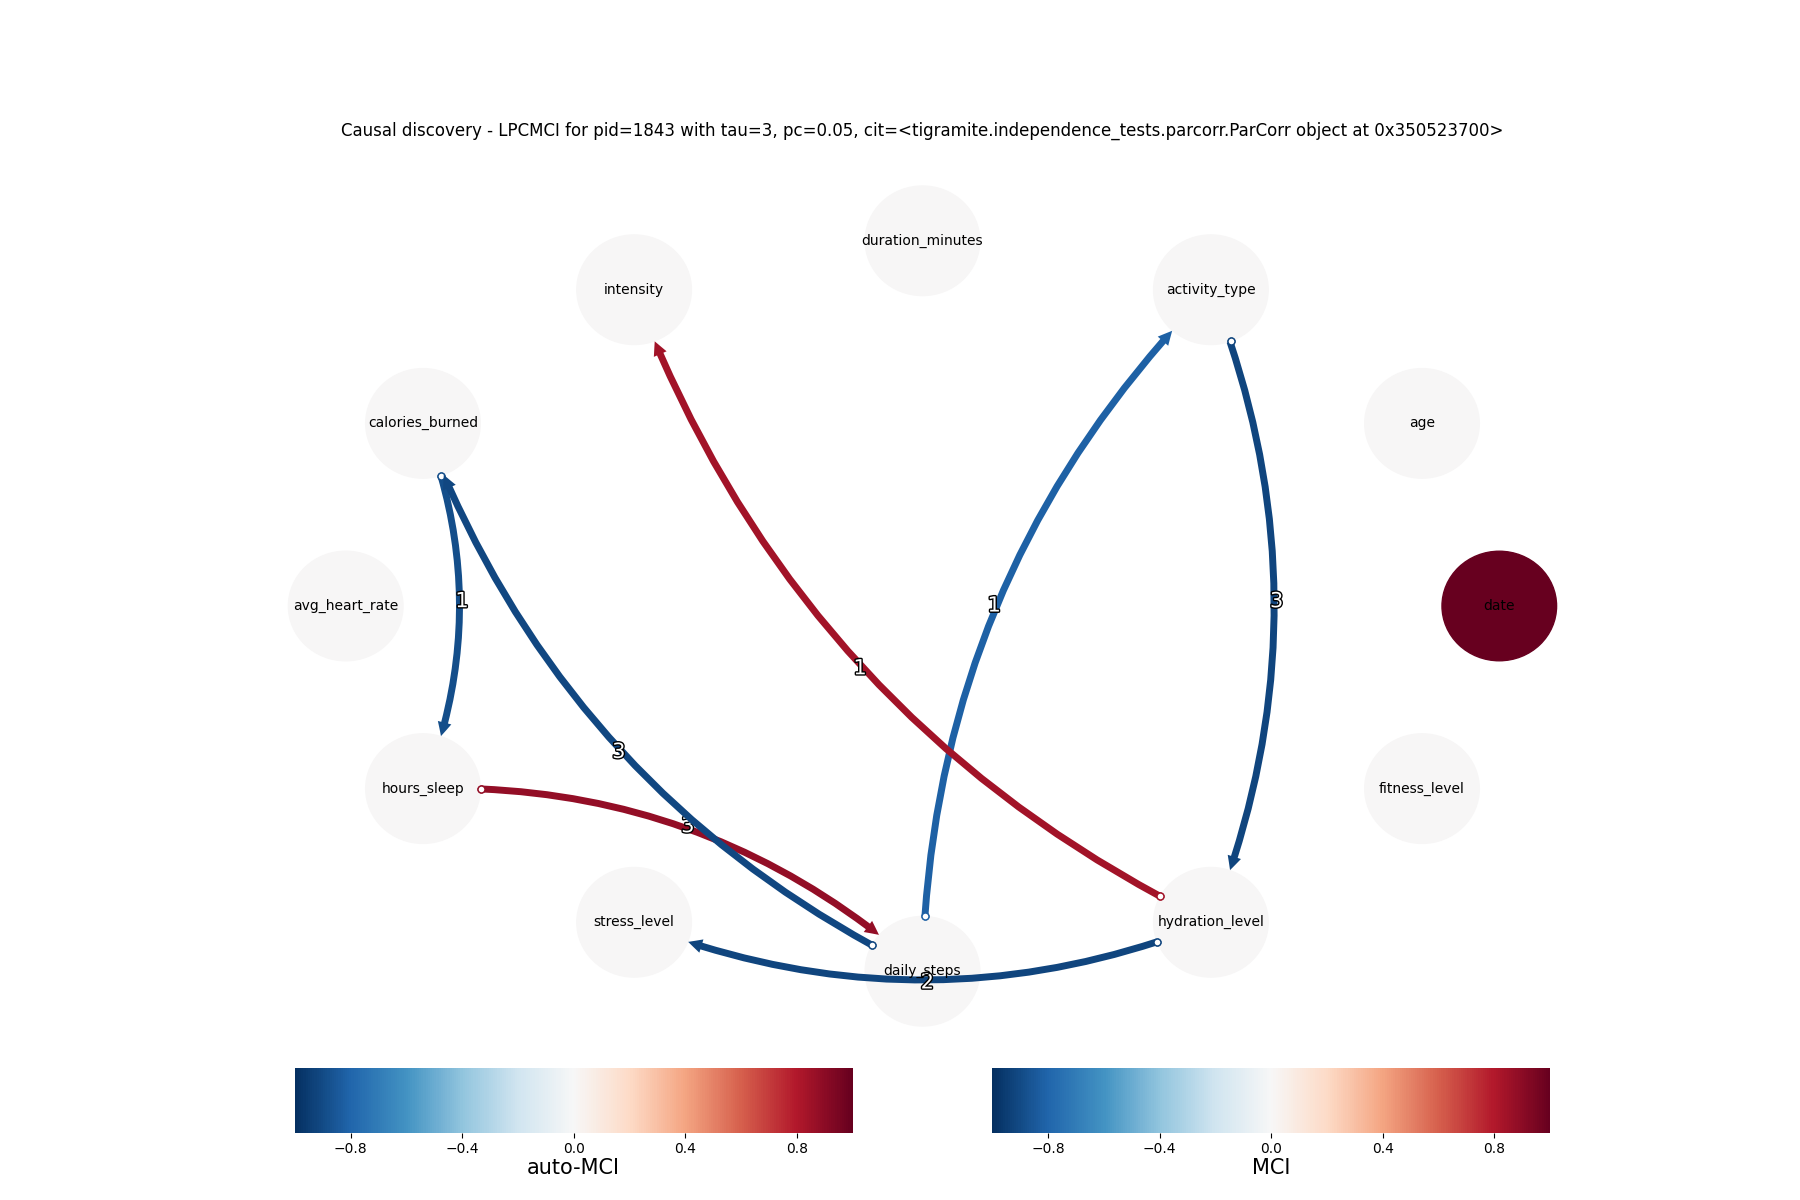 Causal discovery - LPCMCI for pid=1843 with tau=3, pc=0.05, cit=<tigramite.independence_tests.parcorr.ParCorr object at 0x350523700>
duration_minutes
intensity
activity_type
calories_burned
age
1
1
3
avg_heart_rate
date
1
3
hours_sleep
fitness_level
3
stress_level
hydration_level
daily_steps
2
−0.8 −0.4 0.0 0.4 0.8
auto-MCI
−0.8 −0.4 0.0 0.4 0.8
MCI